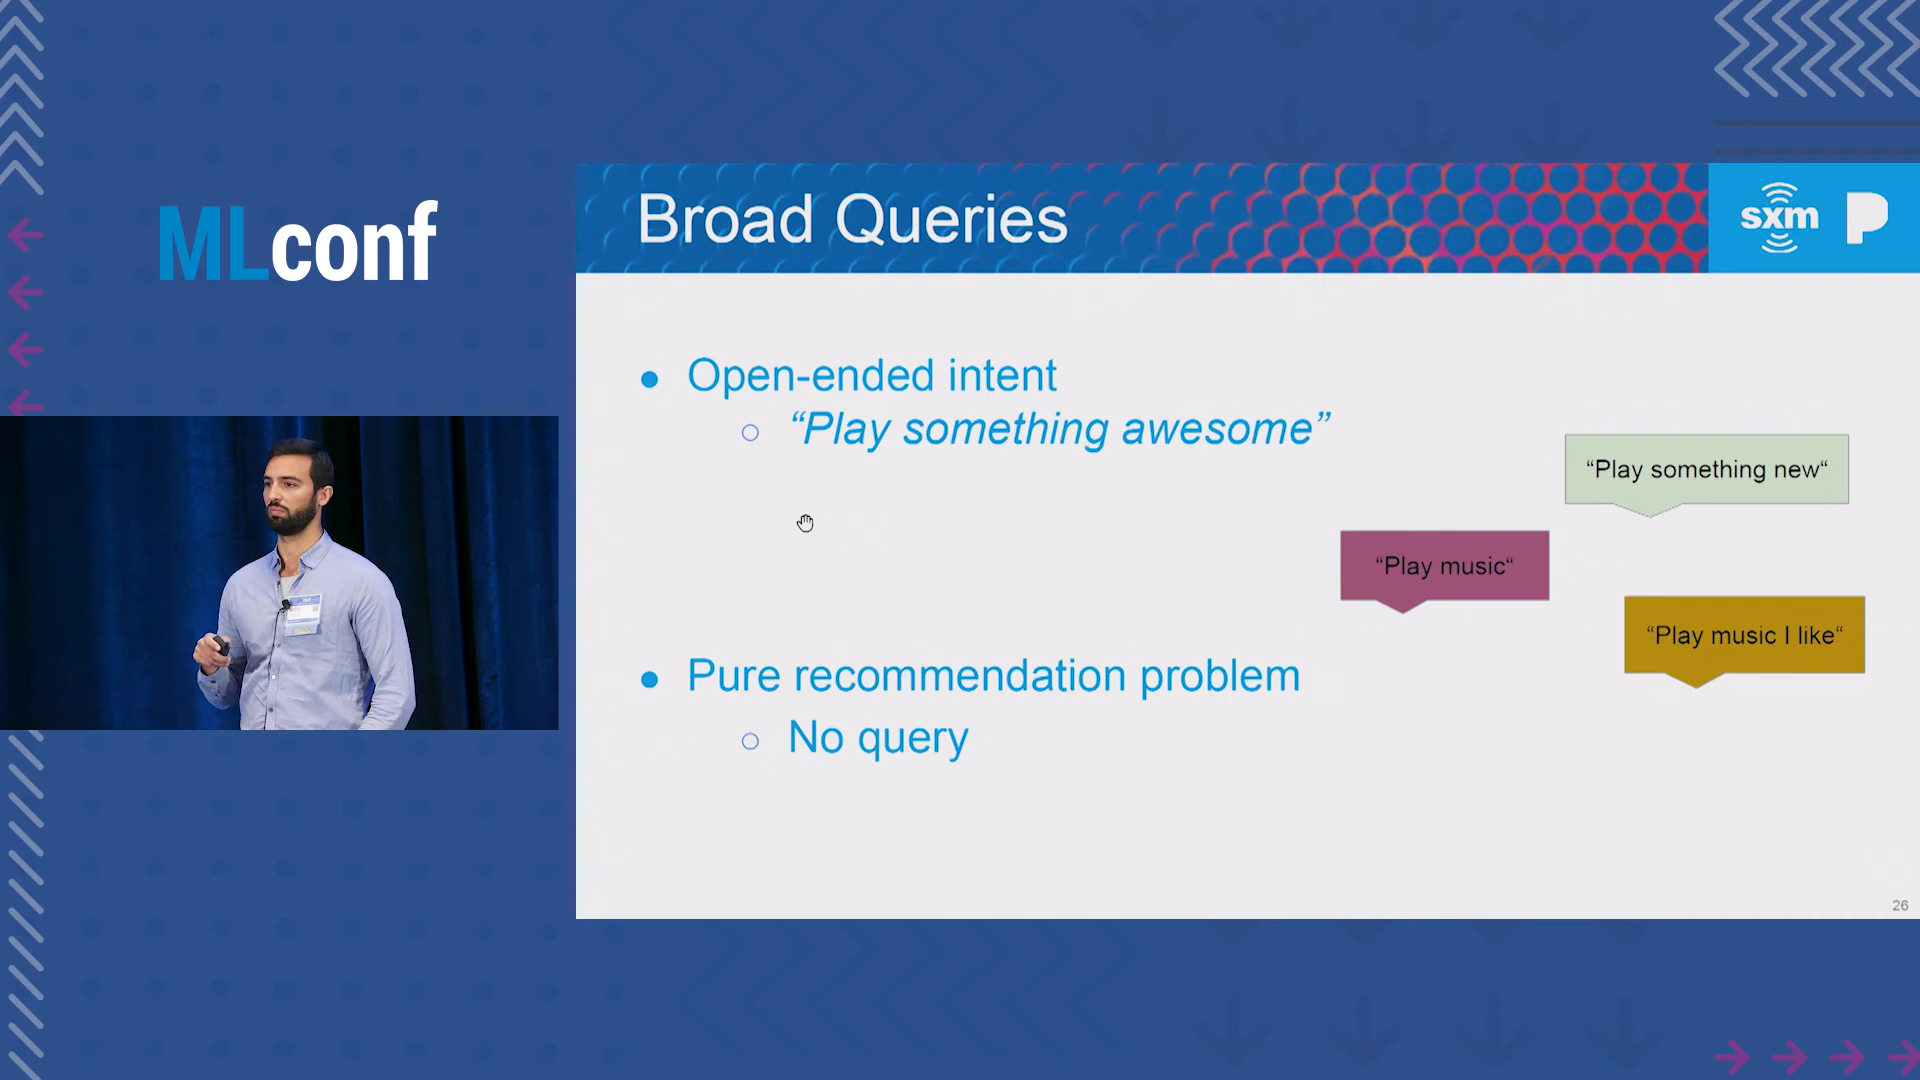 MLconf
Broad Queries
sxm
Open-ended intent
“Play something awesome”
“Play something new“
“Play music“
“Play music I like“
Pure recommendation problem
No query
26